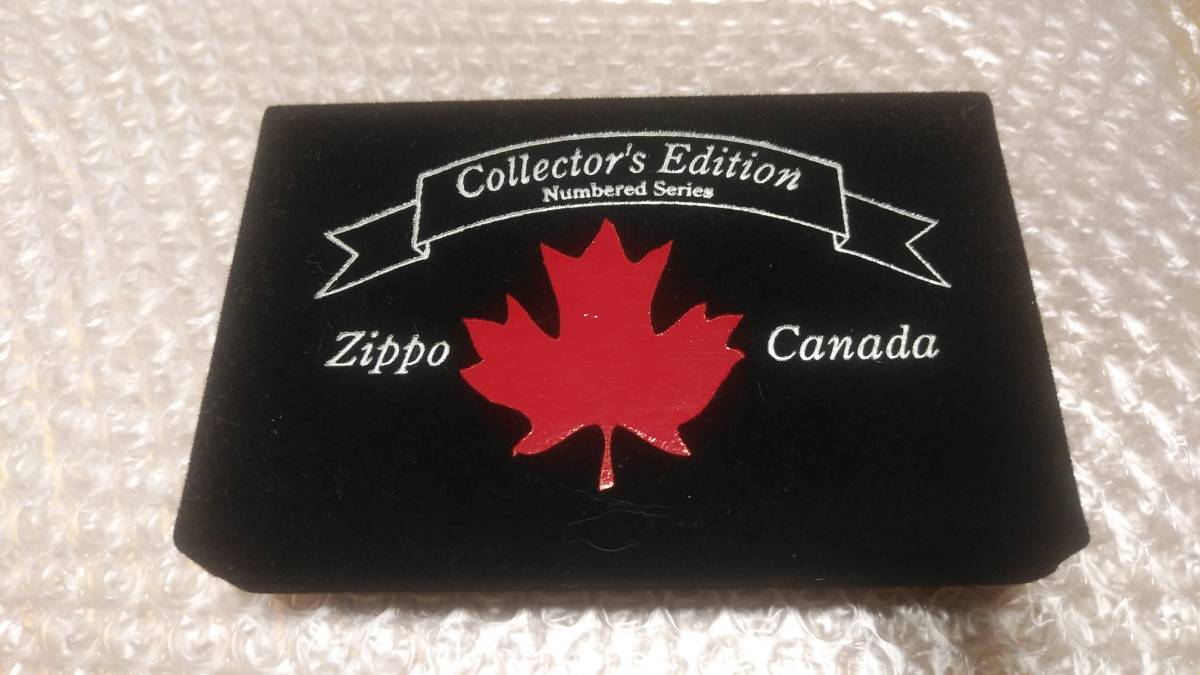 Collector's Edition
Numbered Series
Zippo Canada